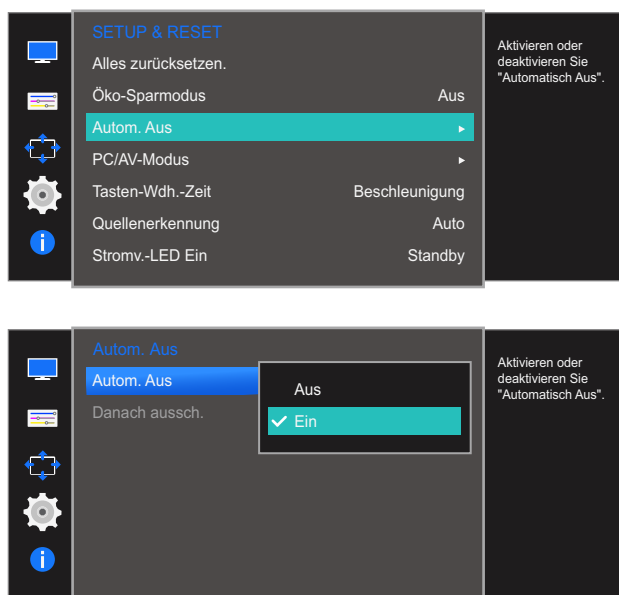 SETUP & RESET
Alles zurücksetzen.
Öko-Sparmodus Aus
Autom. Aus
PC/AV-Modus
Tasten-Wdh.-Zeit Beschleunigung
Quellenerkennung Auto
Stromv.-LED Ein Standby
Aktivieren oder
deaktivieren Sie
"Automatisch Aus".
Autom. Aus
Autom. Aus
Danach aussch.
Aus
Ein
Aktivieren oder
deaktivieren Sie
"Automatisch Aus".